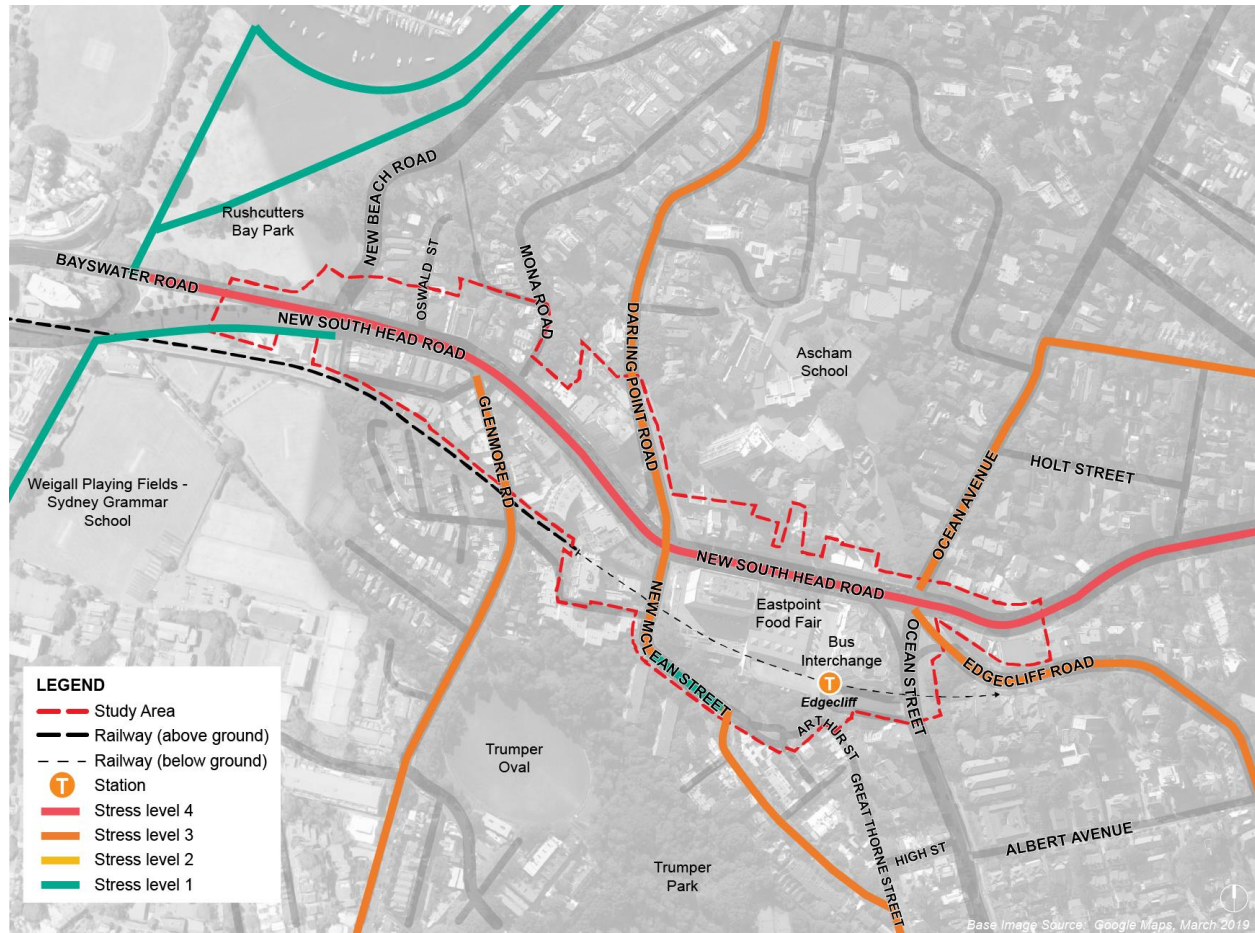 Rushcutters
Bay Park
NEW BEACH ROAD
OSWALD ST
MONA ROAD
BAYSWATER ROAD
NEW SOUTH HEAD ROAD
DARLING POINT ROAD
Ascham
School
GLENMORE RD
HOLT STREET
OCEAN AVENUE
Weigall Playing Fields -
Sydney Grammar
School
NEW SOUTH HEAD ROAD
NEW MCLEAN STREET
Eastpoint
Food Fair
Bus
Interchange
T
Edgecliff
OCEAN STREET
EDGECLIFF ROAD
ARTHUR ST
GREAT THORNE STREET
Trumper
Oval
HIGH ST
ALBERT AVENUE
Trumper
Park
LEGEND
Study Area
Railway (above ground)
Railway (below ground)
T Station
Stress level 4
Stress level 3
Stress level 2
Stress level 1
Base Image Source: Google Maps, March 2019